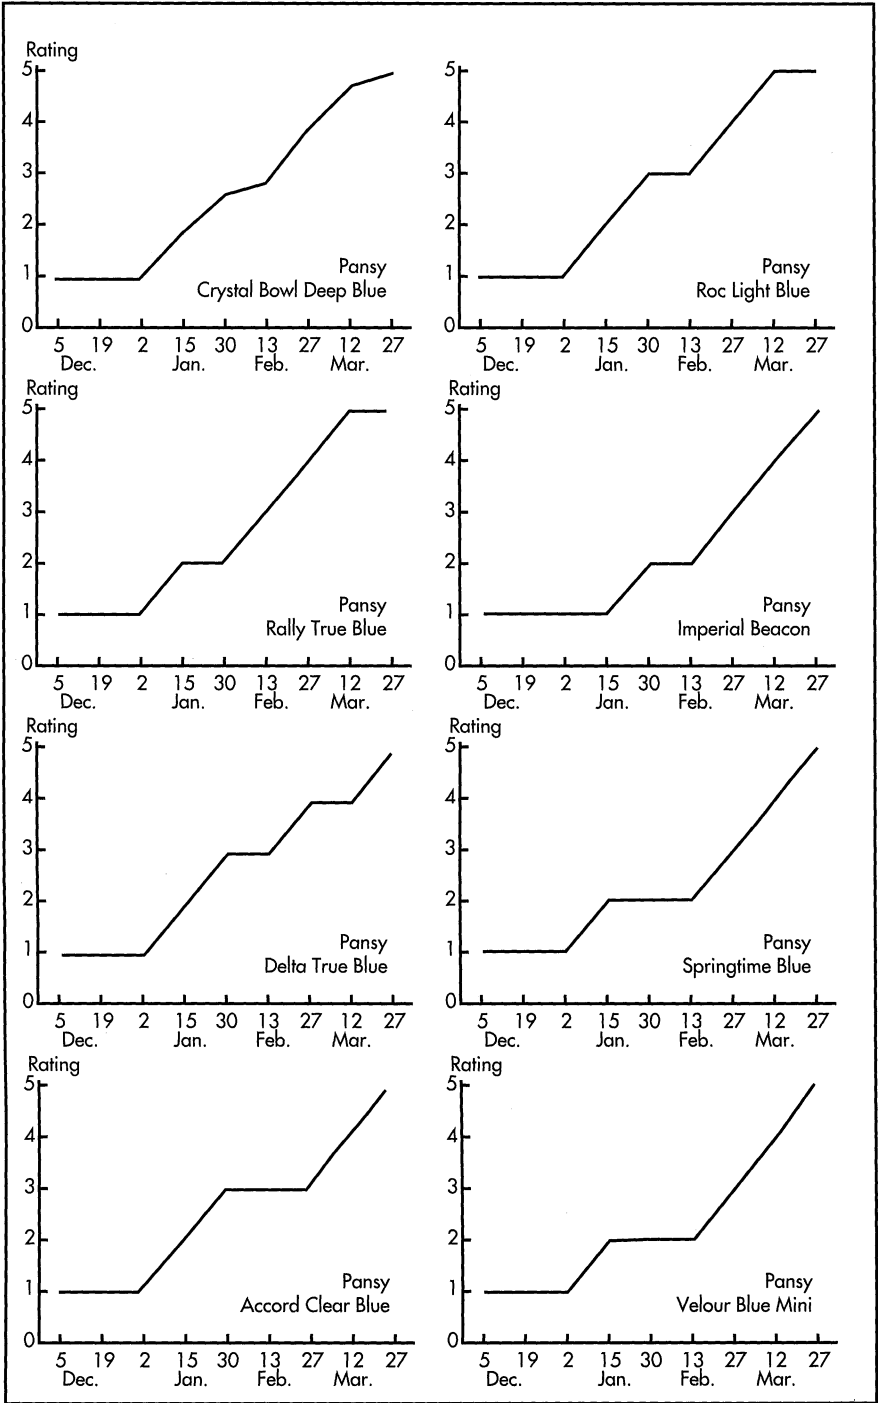 Rating
5
4
3
2
1
0
Pansy
Crystal Bowl Deep Blue
5 19 2 15 30 13 27 12 27
Dec. Jan. Feb. Mar.
5
4
3
2
1
0
Pansy
Roc Light Blue
5 19 2 15 30 13 27 12 27
Dec. Jan. Feb. Mar.
Rating
5
4
3
2
1
0
Pansy
Rally True Blue
5 19 2 15 30 13 27 12 27
Dec. Jan. Feb. Mar.
Rating
5
4
3
2
1
0
Pansy
Imperial Beacon
5 19 2 15 30 13 27 12 27
Dec. Jan. Feb. Mar.
Rating
5
4
3
2
1
0
Pansy
Delta True Blue
5 19 2 15 30 13 27 12 27
Dec. Jan. Feb. Mar.
Rating
5
4
3
2
1
0
Pansy
Springtime Blue
5 19 2 15 30 13 27 12 27
Dec. Jan. Feb. Mar.
Rating
5
4
3
2
1
0
Pansy
Accord Clear Blue
5 19 2 15 30 13 27 12 27
Dec. Jan. Feb. Mar.
Rating
5
4
3
2
1
0
Pansy
Velour Blue Mini
5 19 2 15 30 13 27 12 27
Dec. Jan. Feb. Mar.